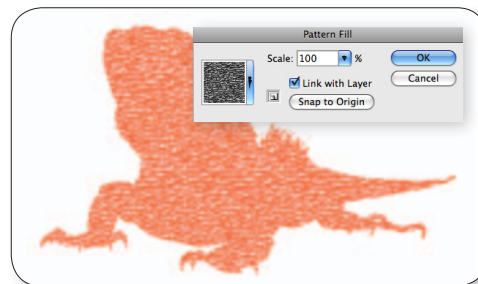 Pattern Fill
Scale: 100 %
OK
Link with Layer
Cancel
Snap to Origin